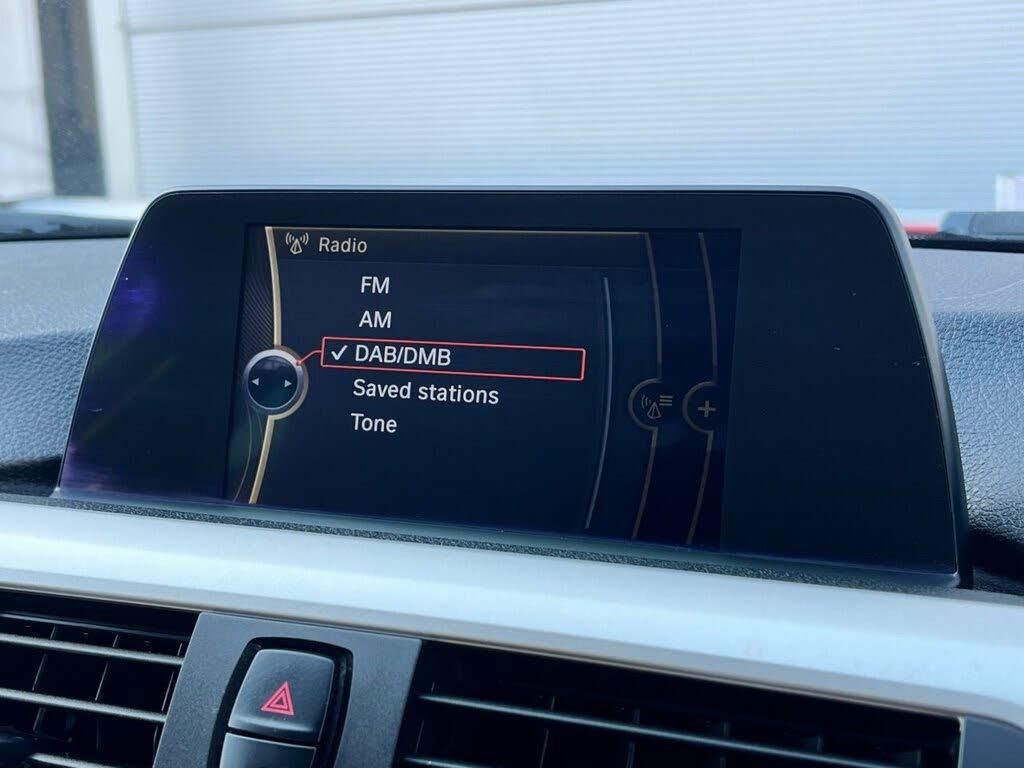 Radio
FM
AM
✓ DAB/DMB
Saved stations
Tone